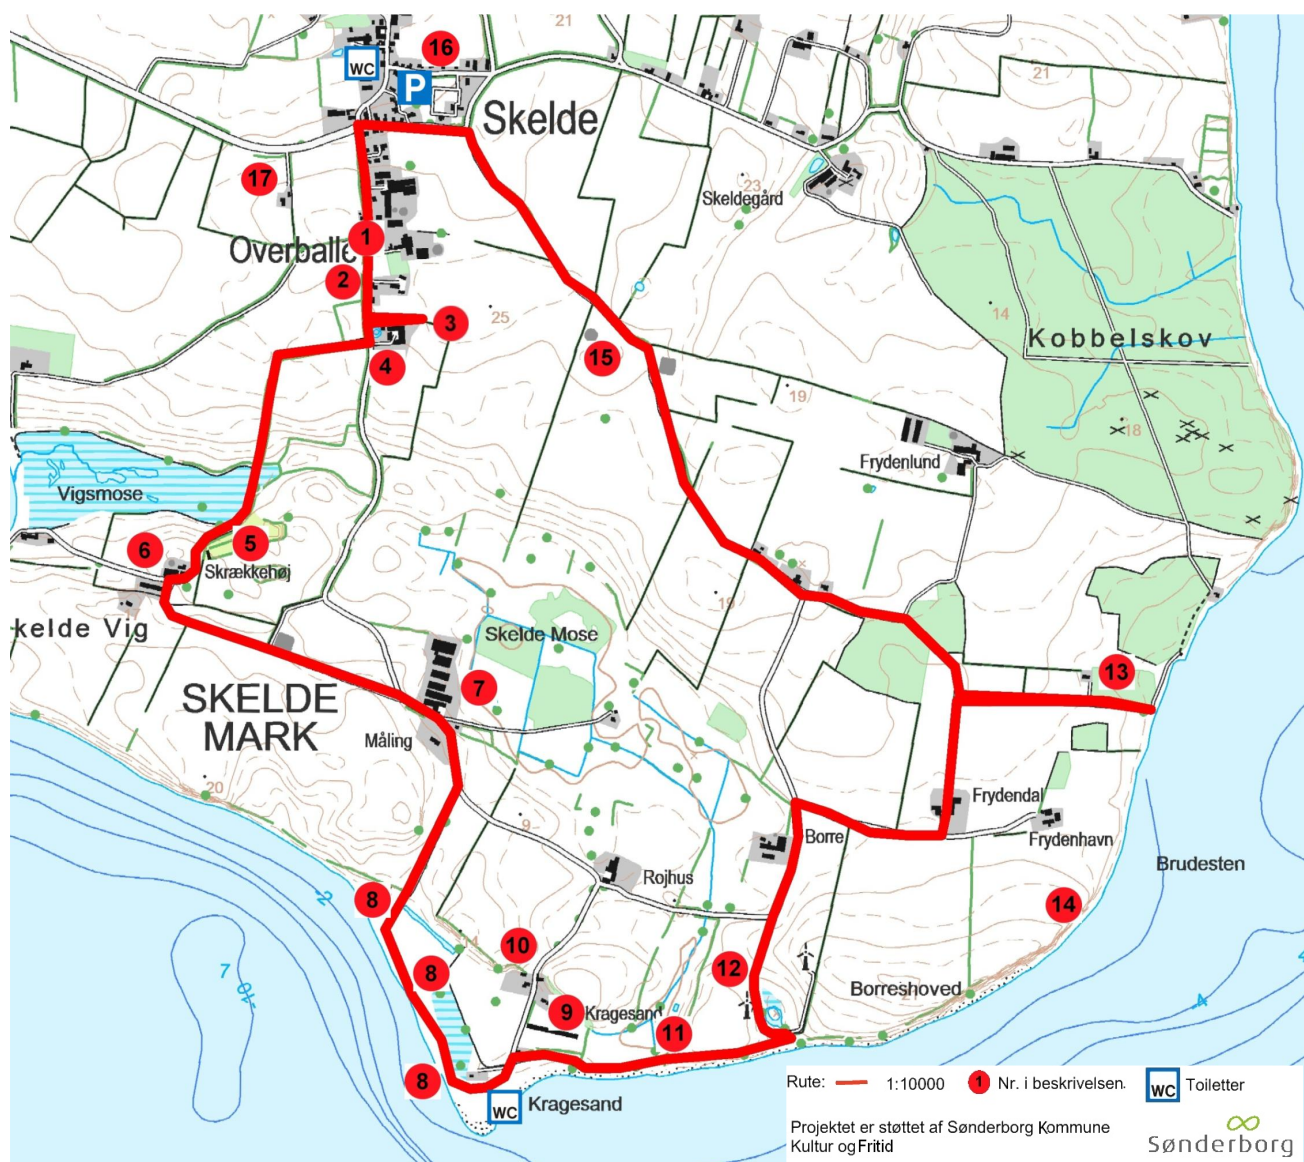 21
16
WC
P
Skelde
21
17
23
Skeldegård
1
Overballe
2
3
25
14
4
15
Kobbelskov
19
18
Frydenlund
Vigsmose
5
6
Skrækkehøj
19
kelde Vig
Skelde Mose
13
7
SKELDE
MARK
Måling
20
Frydendal
9
Borre
Frydenhavn
Brudesten
Rojhus
2
8
14
14
10
7
-10
8
12
Borreshoved
9
Kragesand
11
4
8
WC
Kragesand
Rute: 1:10000 1 Nr. i beskrivelsen. WC Toiletter
Projektet er støttet af Sønderborg Kommune
Kultur og Fritid
Sønderborg